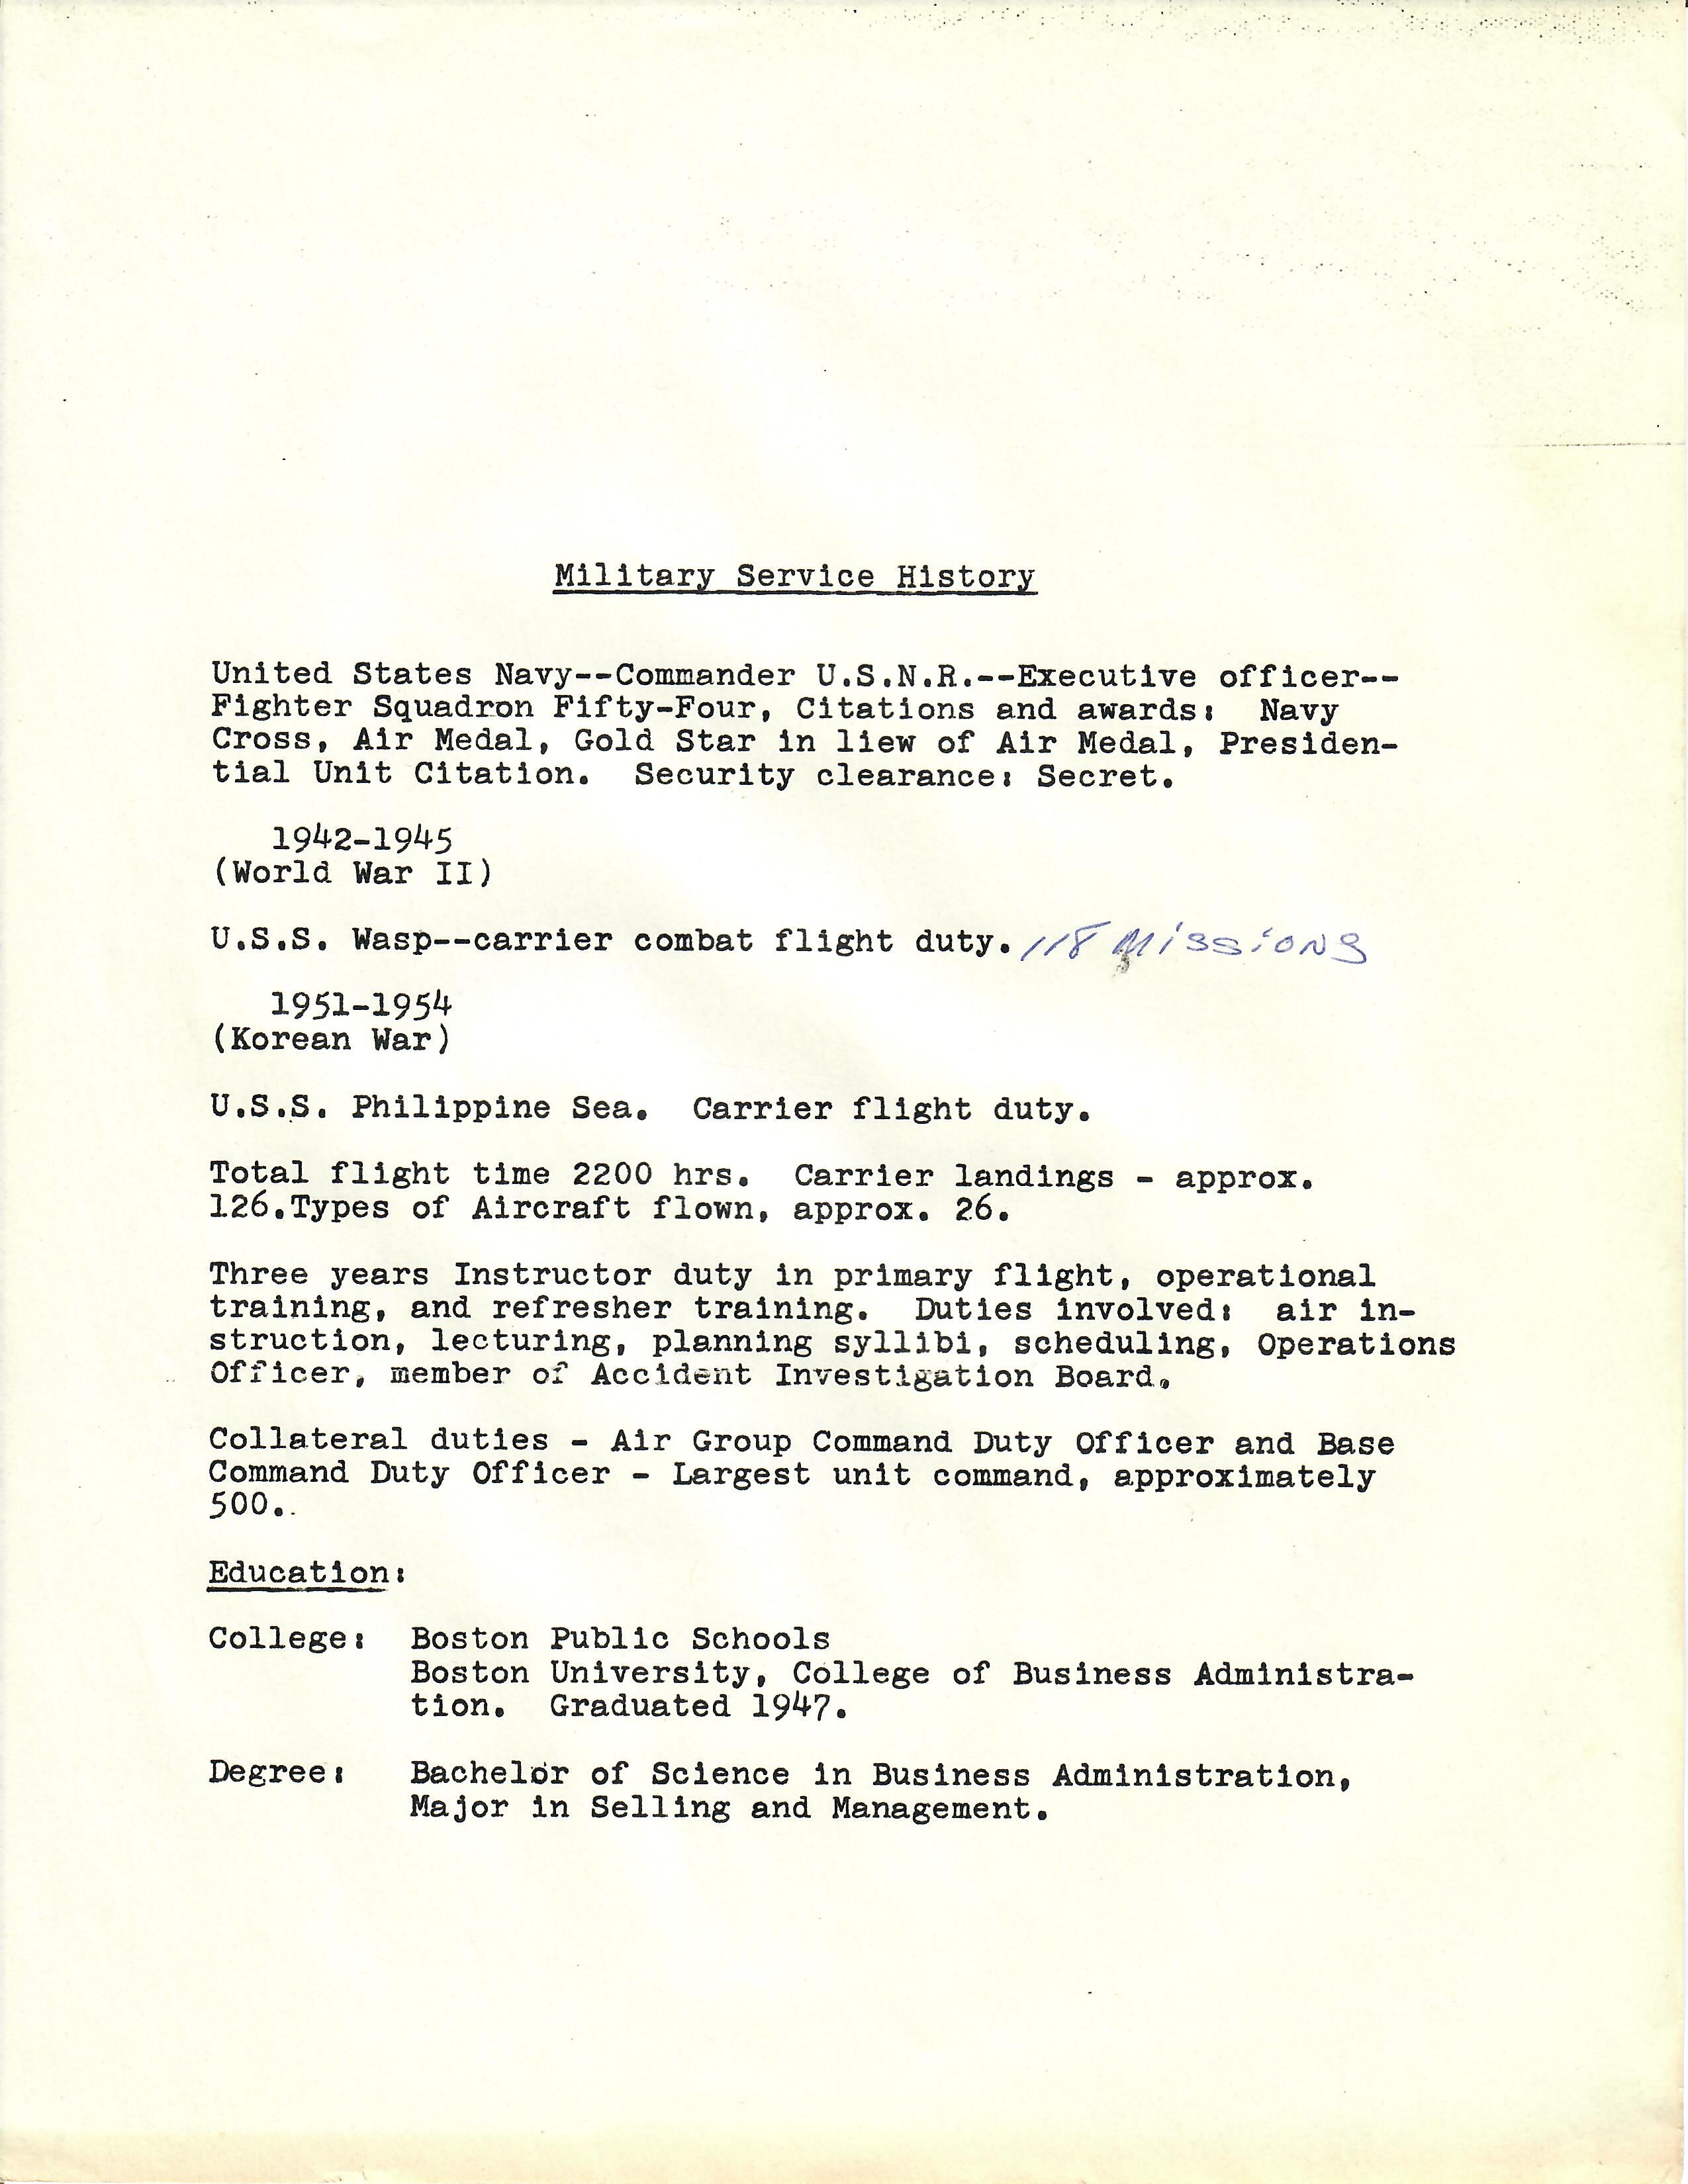 Military Service History
United States Navy--Commander U.S.N.R.--Executive officer--
Fighter Squadron Fifty-Four, Citations and awards: Navy
Cross, Air Medal, Gold Star in liew of Air Medal, Presiden-
tial Unit Citation. Security clearance: Secret.
1942-1945
(World War II)
U.S.S. Wasp--carrier combat flight duty. 118 Missions
1951-1954
(Korean War)
U.S.S. Philippine Sea. Carrier flight duty.
Total flight time 2200 hrs. Carrier landings - approx.
126.Types of Aircraft flown, approx. 26.
Three years Instructor duty in primary flight, operational
training, and refresher training. Duties involved: air in-
struction, lecturing, planning syllibi, scheduling, Operations
Officer, member of Accident Investigation Board.
Collateral duties - Air Group Command Duty Officer and Base
Command Duty Officer - Largest unit command, approximately
500.
Education:
College: Boston Public Schools
Boston University, College of Business Administra-
tion. Graduated 1947.
Degree: Bachelor of Science in Business Administration,
Major in Selling and Management.